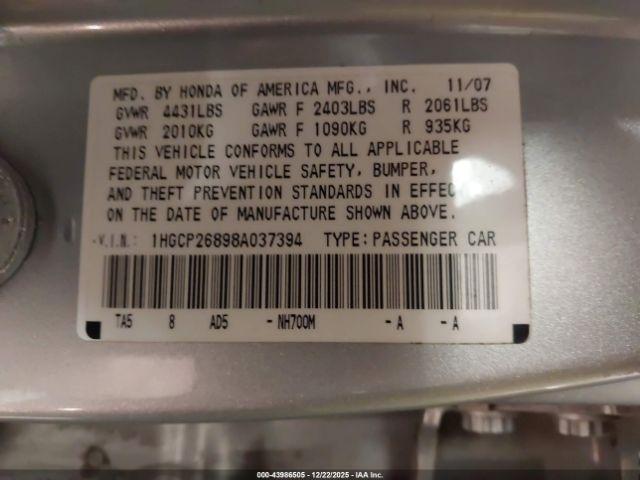 MFD. BY HONDA OF AMERICA MFG., INC. 11/07
GVWR 4431LBS GAWR F 2403LBS R 2061LBS
GVWR 2010KG GAWR F 1090KG R 935KG
THIS VEHICLE CONFORMS TO ALL APPLICABLE
FEDERAL MOTOR VEHICLE SAFETY, BUMPER,
AND THEFT PREVENTION STANDARDS IN EFFECT
ON THE DATE OF MANUFACTURE SHOWN ABOVE.
V.I.N.: 1HGCP26898A037394 TYPE: PASSENGER CAR
TA5 8 AD5 - NH700M - A - A
000-43986505 - 12/22/2025 - IAA Inc.